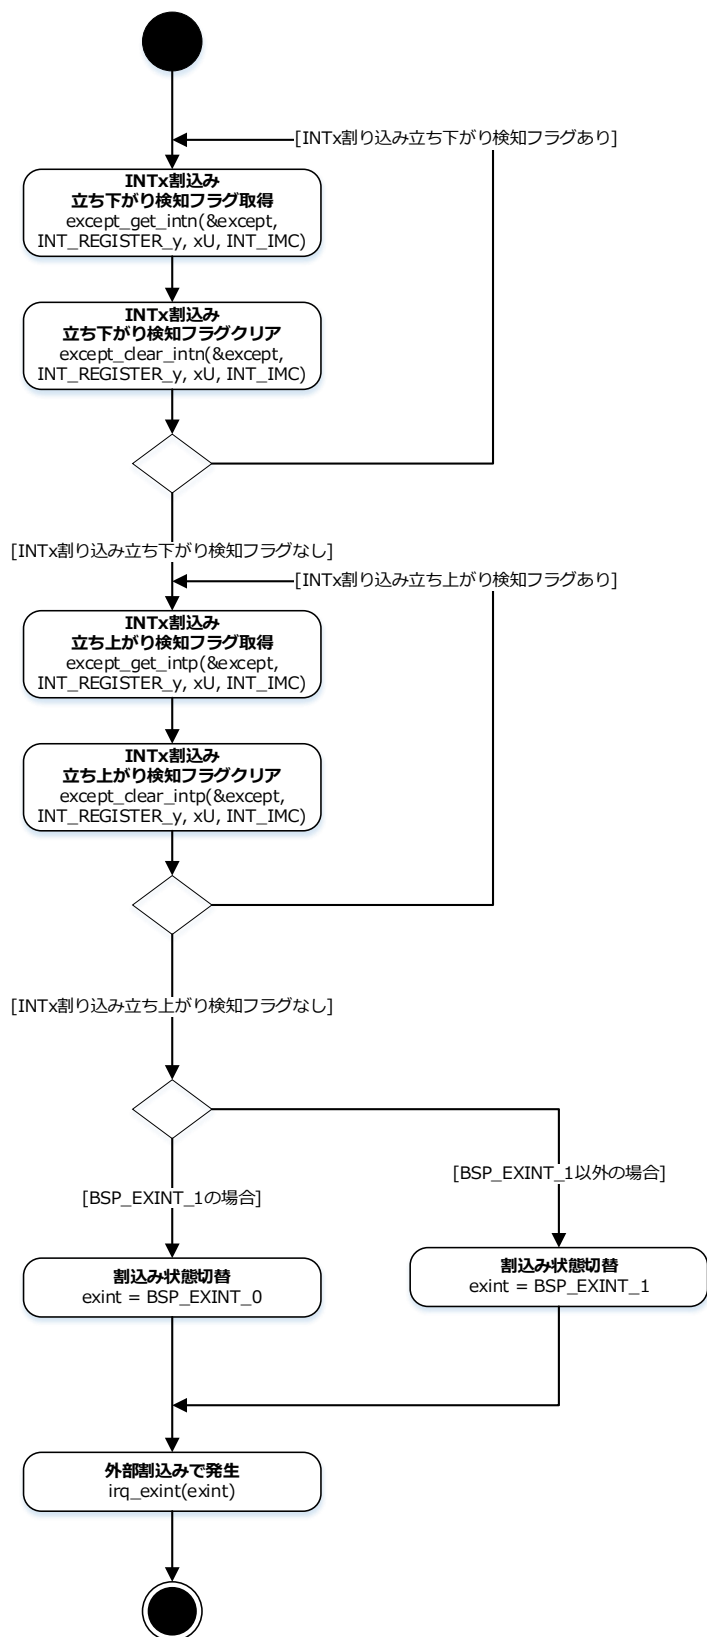 [INTx割り込み立ち下がり検知フラグあり]
INTx割込み
立ち下がり検知フラグ取得
except_get_intn(&except,
INT_REGISTER_y, xU, INT_IMC)
INTx割込み
立ち下がり検知フラグクリア
except_clear_intn(&except,
INT_REGISTER_y, xU, INT_IMC)
[INTx割り込み立ち下がり検知フラグなし]
[INTx割り込み立ち上がり検知フラグあり]
INTx割込み
立ち上がり検知フラグ取得
except_get_intp(&except,
INT_REGISTER_y, xU, INT_IMC)
INTx割込み
立ち上がり検知フラグクリア
except_clear_intp(&except,
INT_REGISTER_y, xU, INT_IMC)
[INTx割り込み立ち上がり検知フラグなし]
[BSP_EXINT_1以外の場合]
[BSP_EXINT_1の場合]
割込み状態切替
exint = BSP_EXINT_0
割込み状態切替
exint = BSP_EXINT_1
外部割込みで発生
irq_exint(exint)